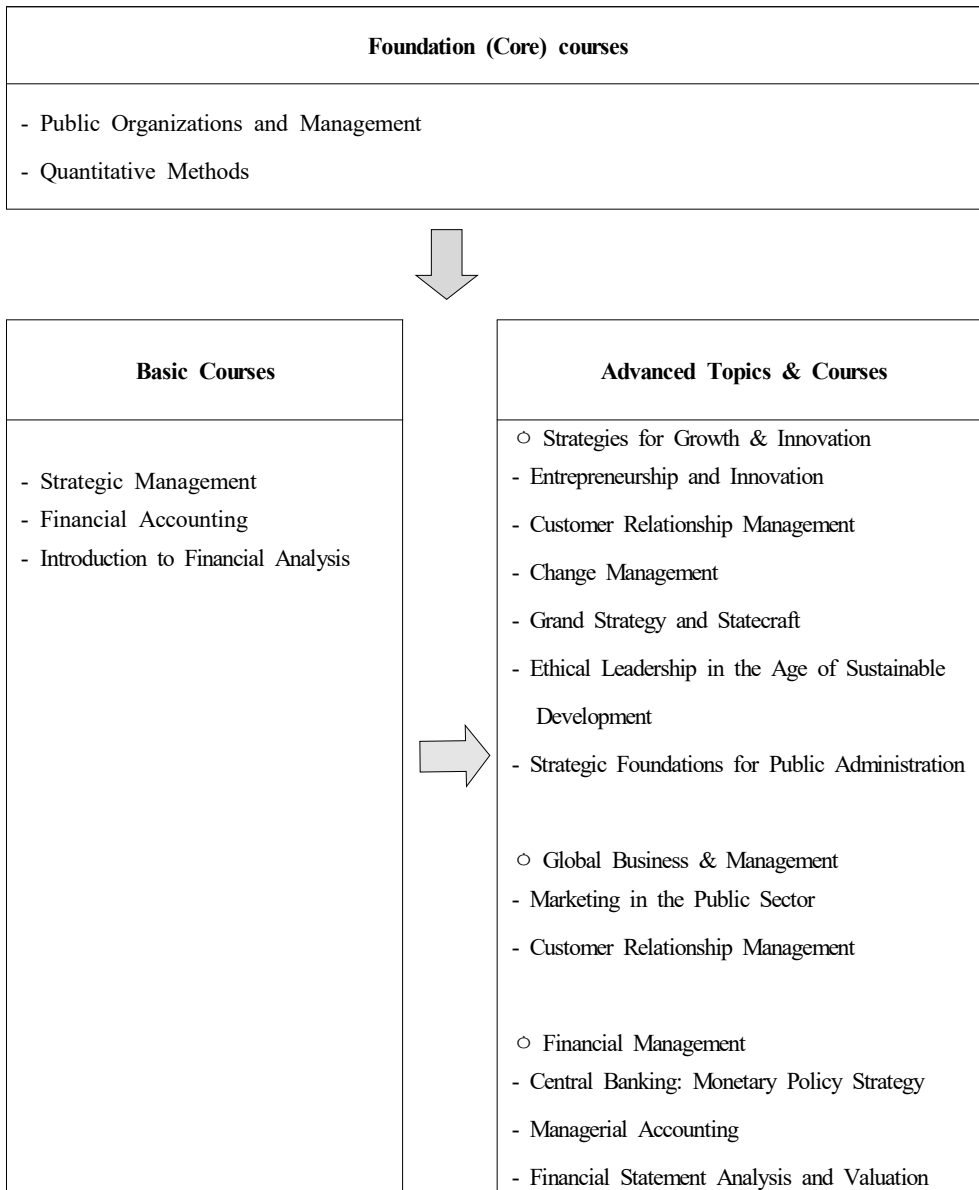 Foundation (Core) courses
- Public Organizations and Management
- Quantitative Methods
Basic Courses
- Strategic Management
- Financial Accounting
- Introduction to Financial Analysis
Advanced Topics & Courses
○ Strategies for Growth & Innovation
- Entrepreneurship and Innovation
- Customer Relationship Management
- Change Management
- Grand Strategy and Statecraft
- Ethical Leadership in the Age of Sustainable
Development
- Strategic Foundations for Public Administration
○ Global Business & Management
- Marketing in the Public Sector
- Customer Relationship Management
○ Financial Management
- Central Banking: Monetary Policy Strategy
- Managerial Accounting
- Financial Statement Analysis and Valuation